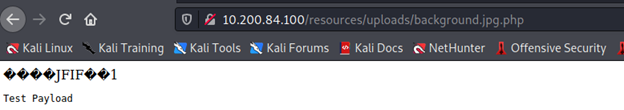 10.200.84.100/resources/uploads/background.jpg.php
Kali Linux Kali Training Kali Tools Kali Forums Kali Docs NetHunter Offensive Security
����JFIF��1
Test Payload